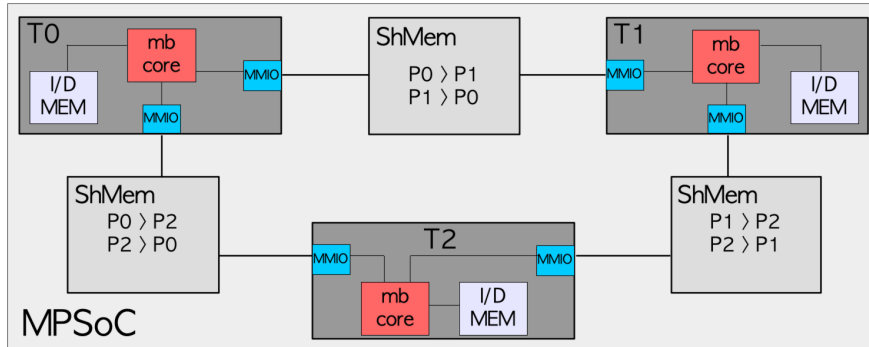 T0
mb
core
I/D
MEM
MMIO
MMIO
ShMem
P0 〉 P1
P1 〉 P0
T1
MMIO
mb
core
I/D
MEM
MMIO
ShMem
P0 〉 P2
P2 〉 P0
T2
MMIO
MMIO
mb
core
I/D
MEM
ShMem
P1 〉 P2
P2 〉 P1
MPSoC